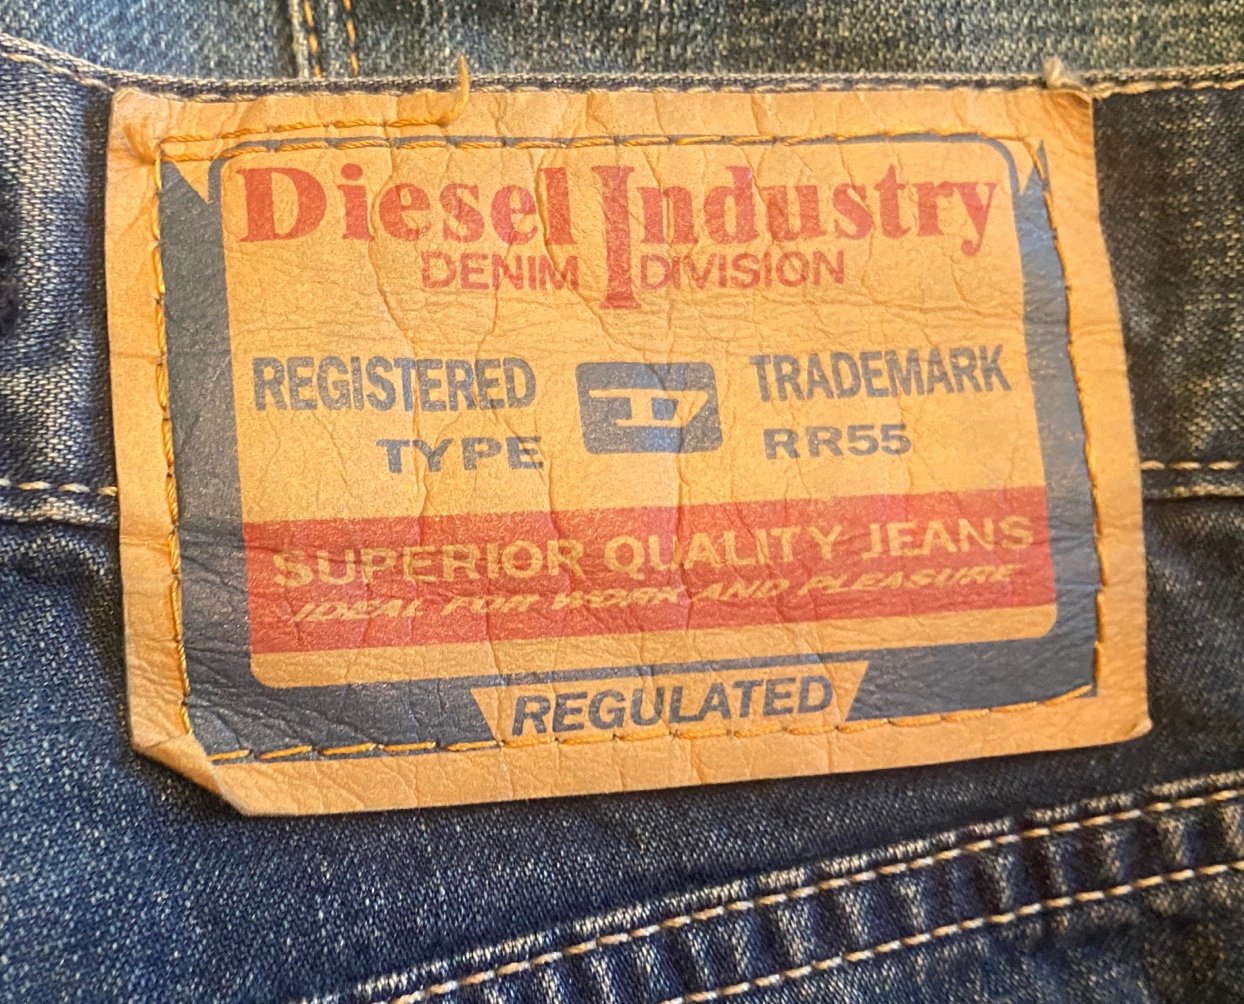 Diesel Industry
DENIM DIVISION
REGISTERED D TRADEMARK
TYPE RR55
SUPERIOR QUALITY JEANS
IDEAL FOR WORK AND PLEASURE
REGULATED